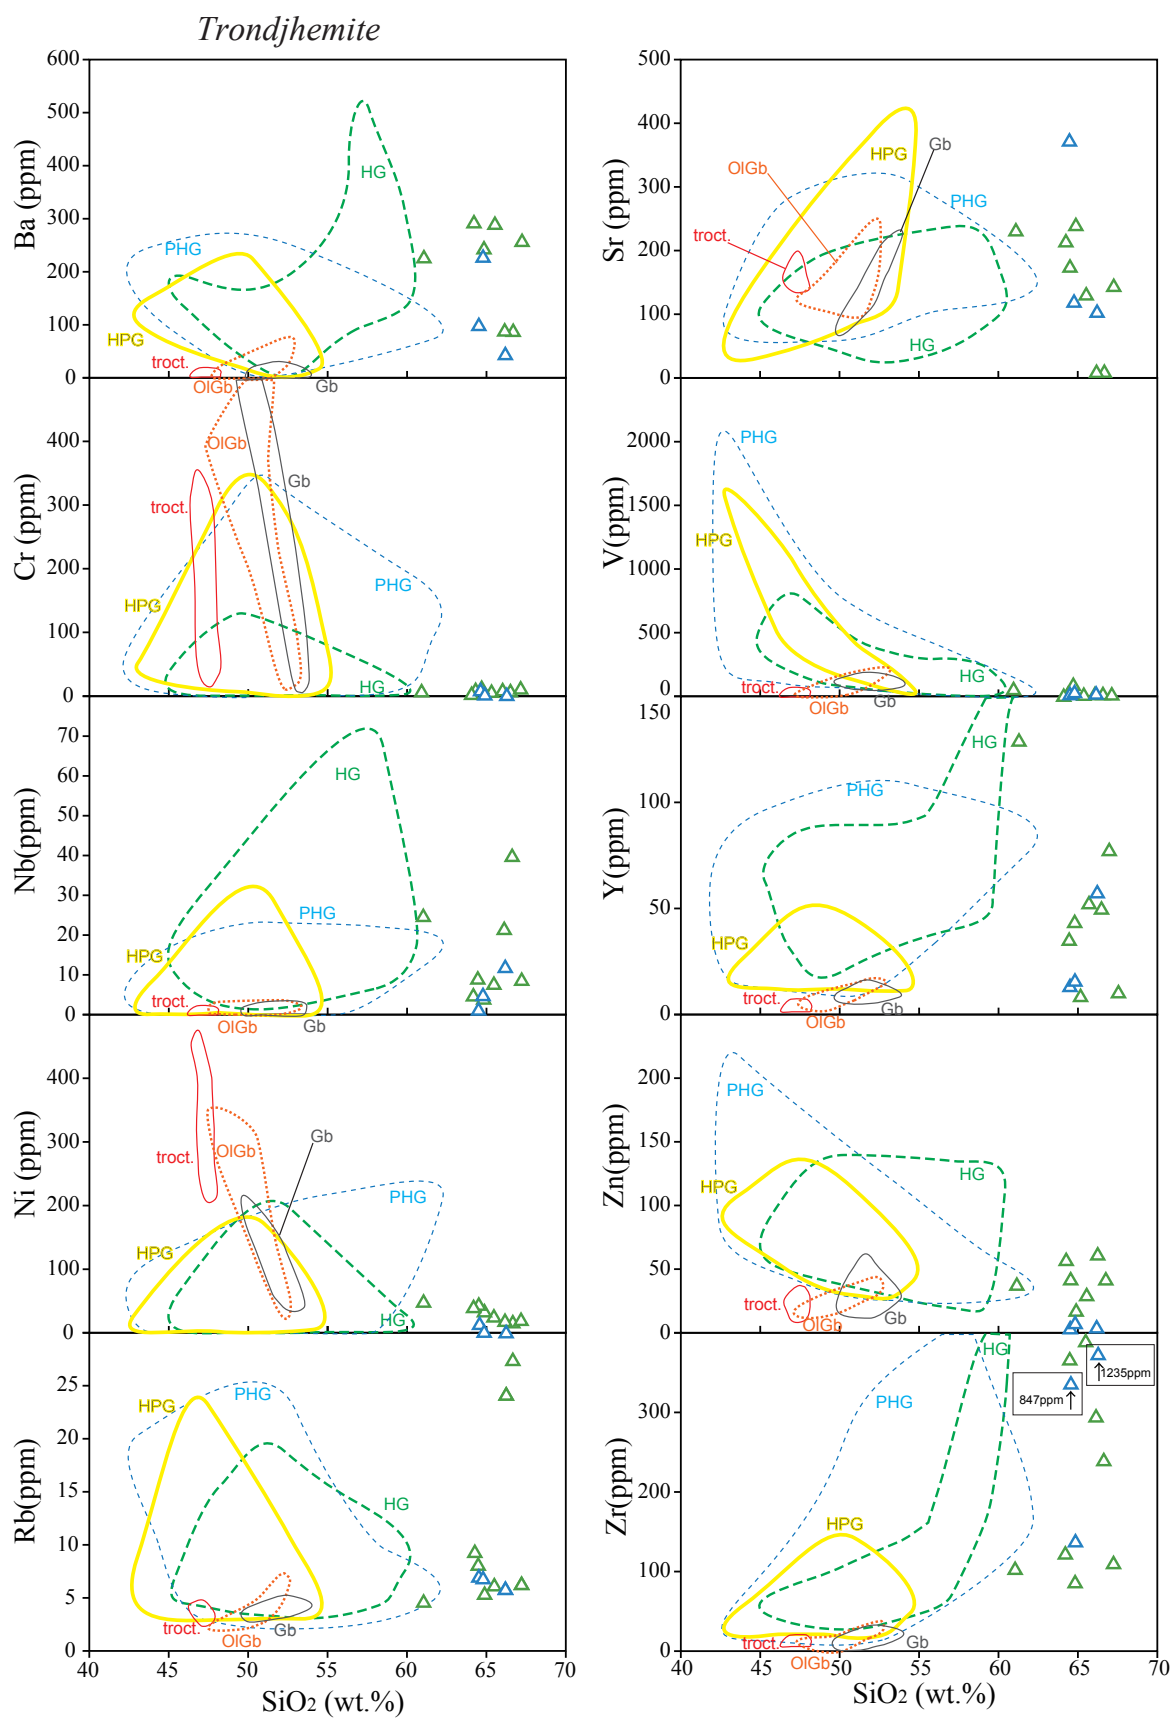 Trondjhemite
600
500
400
300
200
100
0
Ba (ppm)
PHG
HG
HPG
troct.
OlGb
Gb
500
400
300
200
100
0
Sr (ppm)
HPG
Gb
OlGb
PHG
troct.
HG
400
300
200
100
0
Cr (ppm)
OlGb
Gb
troct.
PHG
HPG
HG
2000
1500
1000
500
0
V(ppm)
PHG
HPG
HG
troct.
OlGb
Gb
70
60
50
40
30
20
10
0
Nb(ppm)
HG
PHG
HPG
troct.
OlGb
Gb
150
100
50
0
Y(ppm)
HG
PHG
HPG
troct.
OlGb
Gb
400
300
200
100
0
Ni (ppm)
Gb
OlGb
troct.
PHG
HPG
HG
200
150
100
50
0
Zn(ppm)
PHG
HG
HPG
troct.
OlGb
Gb
25
20
15
10
5
0
Rb(ppm)
PHG
HPG
HG
troct.
OlGb
Gb
40 45 50 55 60 65 70
SiO2 (wt.%)
300
200
100
0
Zr(ppm)
HG
1235ppm
847ppm
PHG
HPG
troct.
Gb
OlGb
40 45 50 55 60 65 70
SiO2 (wt.%)